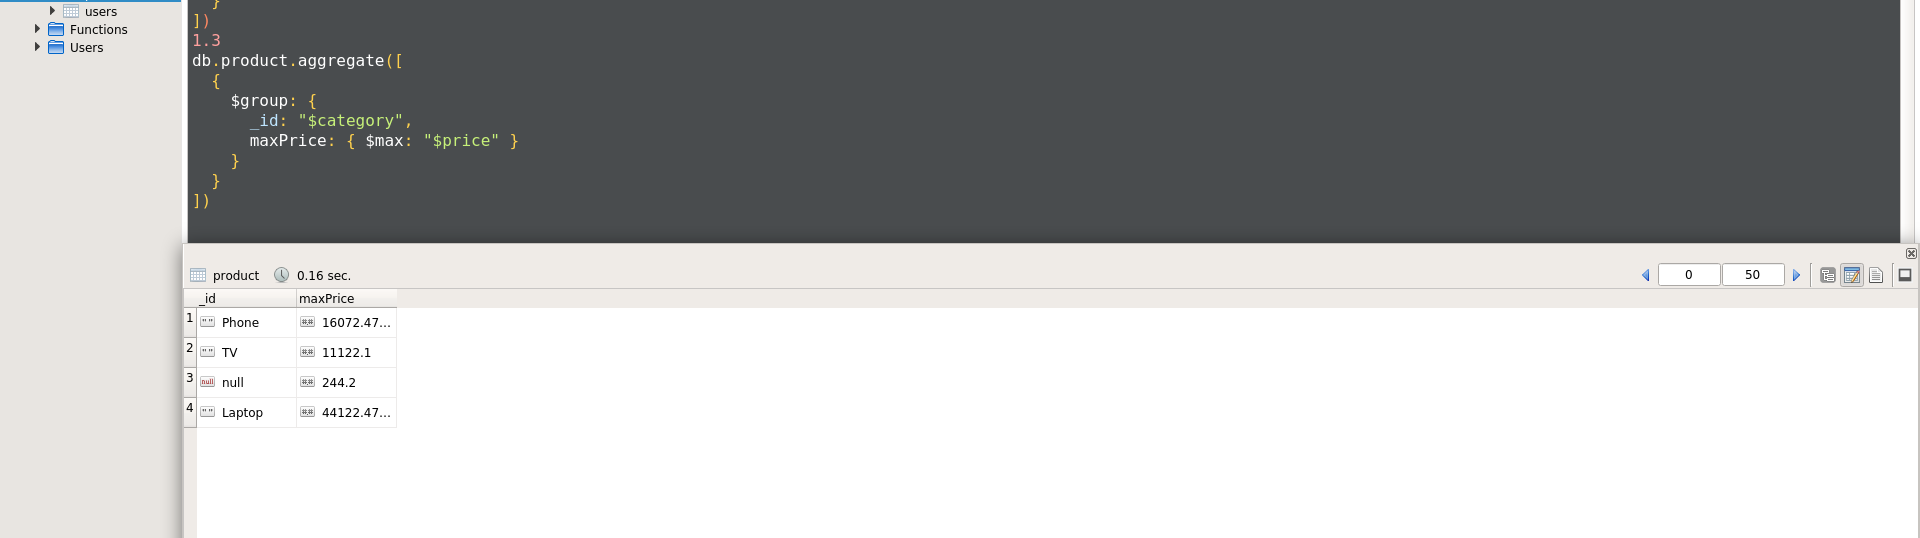 users
Functions
Users
}
])
1.3
db.product.aggregate([
{
$group: {
_id: "$category",
maxPrice: { $max: "$price" }
}
}
])
product 0.16 sec. 0 50
_id maxPrice
1 "" Phone #.# 16072.47...
2 "" TV #.# 11122.1
3 null null #.# 244.2
4 "" Laptop #.# 44122.47...